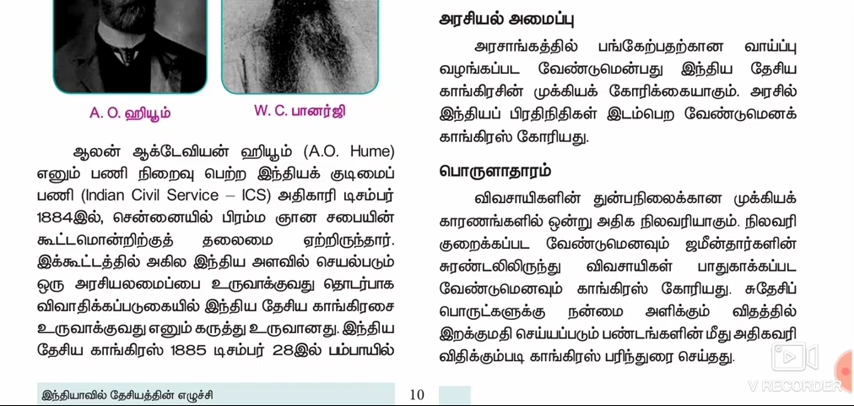 A. O. ஹியூம்
W. C. பானர்ஜி
ஆலன் ஆக்டேவியன் ஹியூம் (A.O. Hume)
எனும் பணி நிறைவு பெற்ற இந்தியக் குடிமைப்
பணி (Indian Civil Service – ICS) அதிகாரி டிசம்பர்
1884இல், சென்னையில் பிரம்ம ஞான சபையின்
கூட்டமொன்றிற்குத் தலைமை ஏற்றிருந்தார்.
இக்கூட்டத்தில் அகில இந்திய அளவில் செயல்படும்
ஒரு அரசியலமைப்பை உருவாக்குவது தொடர்பாக
விவாதிக்கப்படுகையில் இந்திய தேசிய காங்கிரசை
உருவாக்குவது எனும் கருத்து உருவானது. இந்திய
தேசிய காங்கிரஸ் 1885 டிசம்பர் 28இல் பம்பாயில்
அரசியல் அமைப்பு
அரசாங்கத்தில் பங்கேற்பதற்கான வாய்ப்பு
வழங்கப்பட வேண்டுமென்பது இந்திய தேசிய
காங்கிரசின் முக்கியக் கோரிக்கையாகும். அரசில்
இந்தியப் பிரதிநிதிகள் இடம்பெற வேண்டுமெனக்
காங்கிரஸ் கோரியது.
பொருளாதாரம்
விவசாயிகளின் துன்பநிலைக்கான முக்கியக்
காரணங்களில் ஒன்று அதிக நிலவரியாகும். நிலவரி
குறைக்கப்பட வேண்டுமெனவும் ஜமீன்தார்களின்
சுரண்டலிலிருந்து விவசாயிகள் பாதுகாக்கப்பட
வேண்டுமெனவும் காங்கிரஸ் கோரியது. சுதேசிப்
பொருட்களுக்கு நன்மை அளிக்கும் விதத்தில்
இறக்குமதி செய்யப்படும் பண்டங்களின் மீது அதிகவரி
விதிக்கும்படி காங்கிரஸ் பரிந்துரை செய்தது.
இந்தியாவில் தேசியத்தின் எழுச்சி
10
V RECORDER